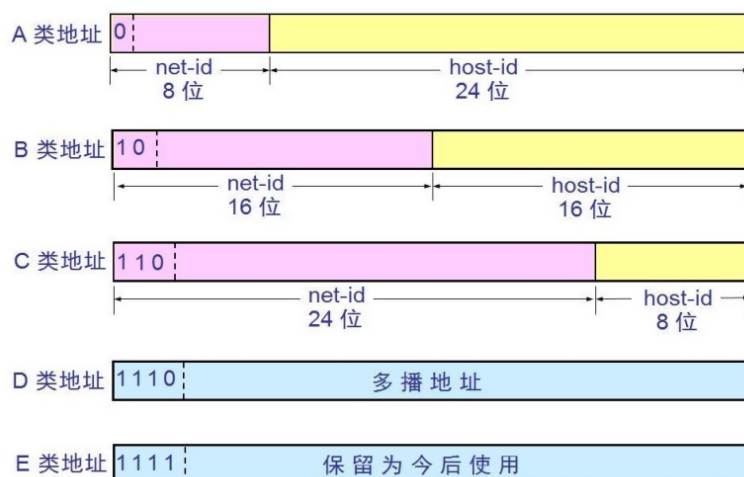 A 类地址 0
net-id host-id
8 位 24 位
B 类地址 10
net-id host-id
16 位 16 位
C 类地址 110
net-id host-id
24 位 8 位
D 类地址 1110 多播地址
E 类地址 1111 保留为今后使用